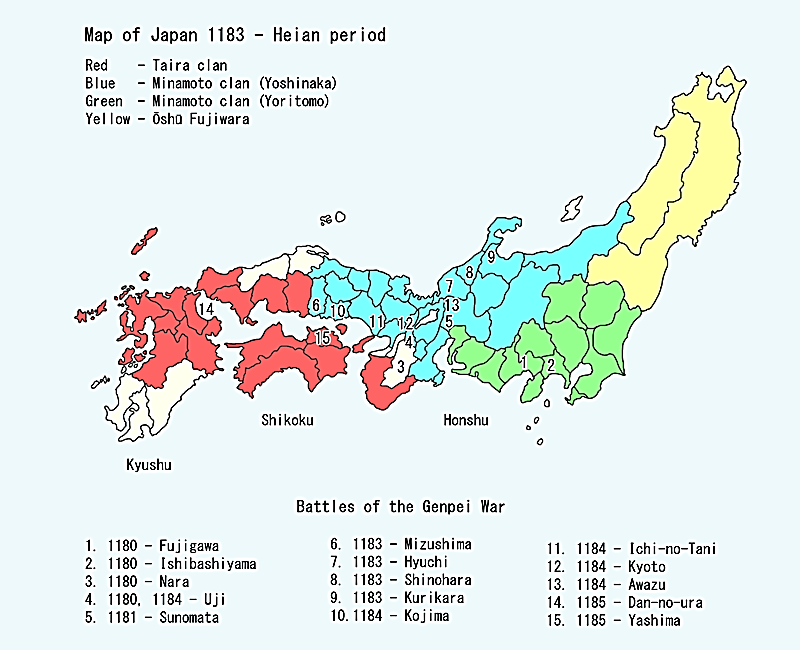 Map of Japan 1183 - Heian period
Red - Taira clan
Blue - Minamoto clan (Yoshinaka)
Green - Minamoto clan (Yoritomo)
Yellow - Ōshū Fujiwara
9
8
7
14
6
10
13
11
12
5
15
4
3
1
2
Shikoku
Honshu
Kyushu
Battles of the Genpei War
1. 1180 - Fujigawa
2. 1180 - Ishibashiyama
3. 1180 - Nara
4. 1180, 1184 - Uji
5. 1181 - Sunomata
6. 1183 - Mizushima
7. 1183 - Hyuchi
8. 1183 - Shinohara
9. 1183 - Kurikara
10. 1184 - Kojima
11. 1184 - Ichi-no-Tani
12. 1184 - Kyoto
13. 1184 - Awazu
14. 1185 - Dan-no-ura
15. 1185 - Yashima